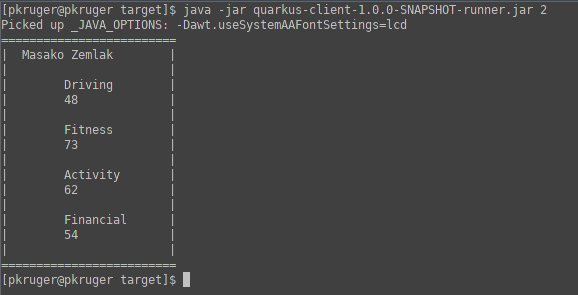 [pkruger@pkruger target]$ java -jar quarkus-client-1.0.0-SNAPSHOT-runner.jar 2
Picked up _JAVA_OPTIONS: -Dawt.useSystemAAFontSettings=lcd
=========================
|  Masako Zemlak        |
|                       |
|        Driving        |
|        48             |
|                       |
|        Fitness        |
|        73             |
|                       |
|        Activity       |
|        62             |
|                       |
|        Financial      |
|        54             |
|                       |
=========================
[pkruger@pkruger target]$